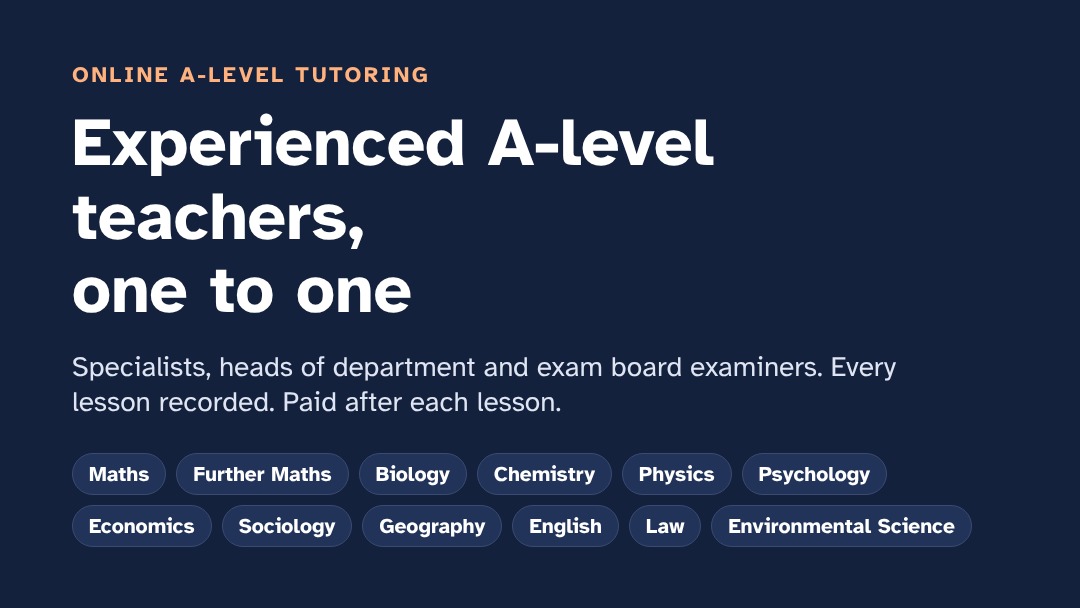 ONLINE A-LEVEL TUTORING
Experienced A-level
teachers,
one to one
Specialists, heads of department and exam board examiners. Every
lesson recorded. Paid after each lesson.
Maths Further Maths Biology Chemistry Physics Psychology
Economics Sociology Geography English Law Environmental Science